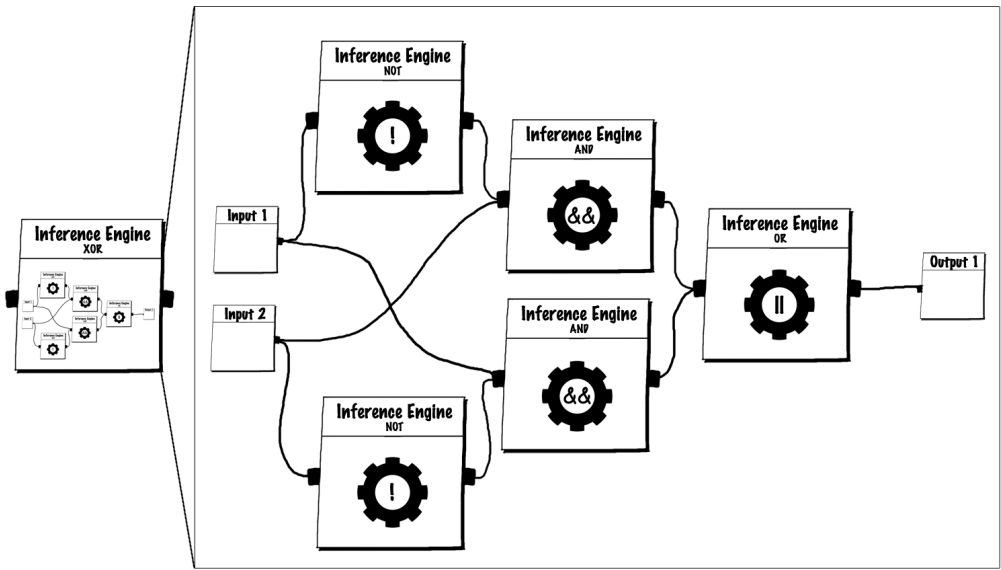 Inference Engine
NOT
!
Inference Engine
AND
&&
Input 1
Inference Engine
OR
||
Inference Engine
XOR
Output 1
Input 2
Inference Engine
AND
&&
Inference Engine
NOT
!